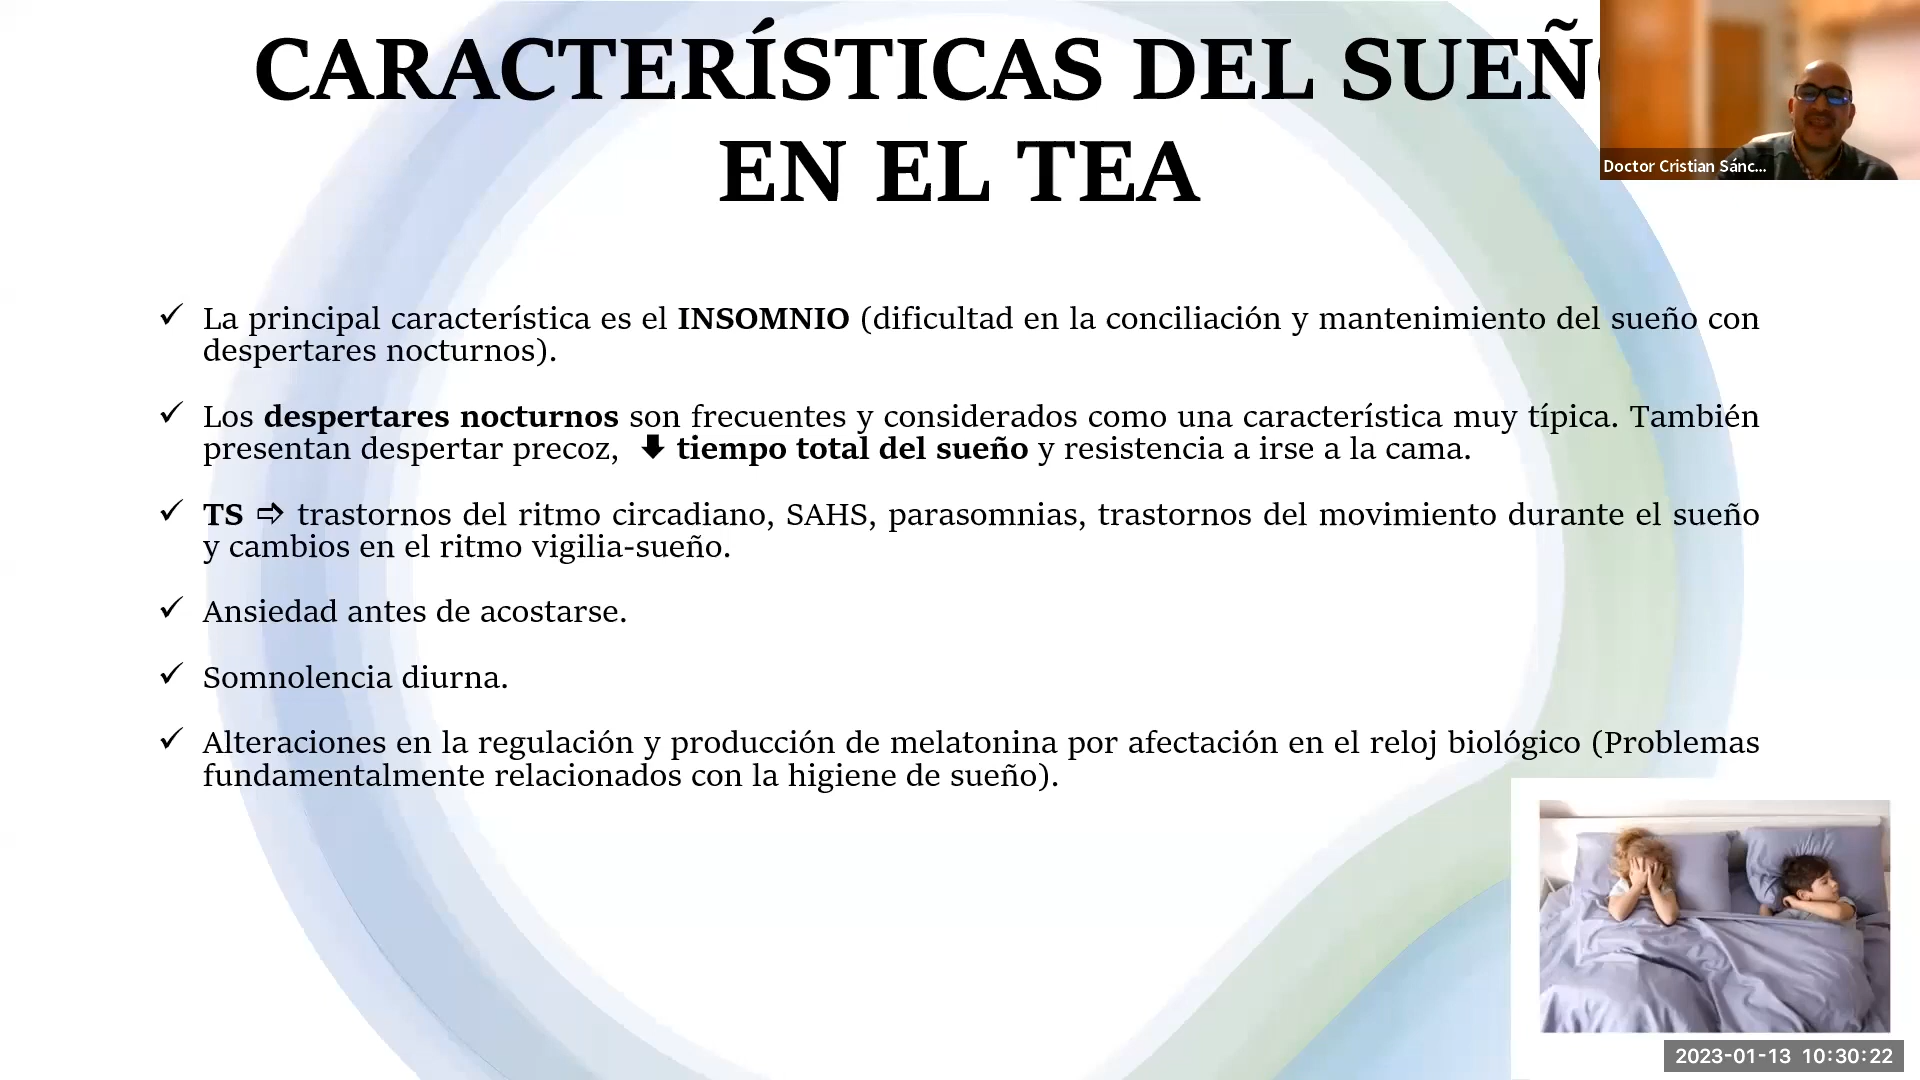 CARACTERÍSTICAS DEL SUEÑO
EN EL TEA
Doctor Cristian Sánc...
✓ La principal característica es el INSOMNIO (dificultad en la conciliación y mantenimiento del sueño con
despertares nocturnos).
✓ Los despertares nocturnos son frecuentes y considerados como una característica muy típica. También
presentan despertar precoz, ⬇ tiempo total del sueño y resistencia a irse a la cama.
✓ TS ⇨ trastornos del ritmo circadiano, SAHS, parasomnias, trastornos del movimiento durante el sueño
y cambios en el ritmo vigilia-sueño.
✓ Ansiedad antes de acostarse.
✓ Somnolencia diurna.
✓ Alteraciones en la regulación y producción de melatonina por afectación en el reloj biológico (Problemas
fundamentalmente relacionados con la higiene de sueño).
2023-01-13 10:30:22